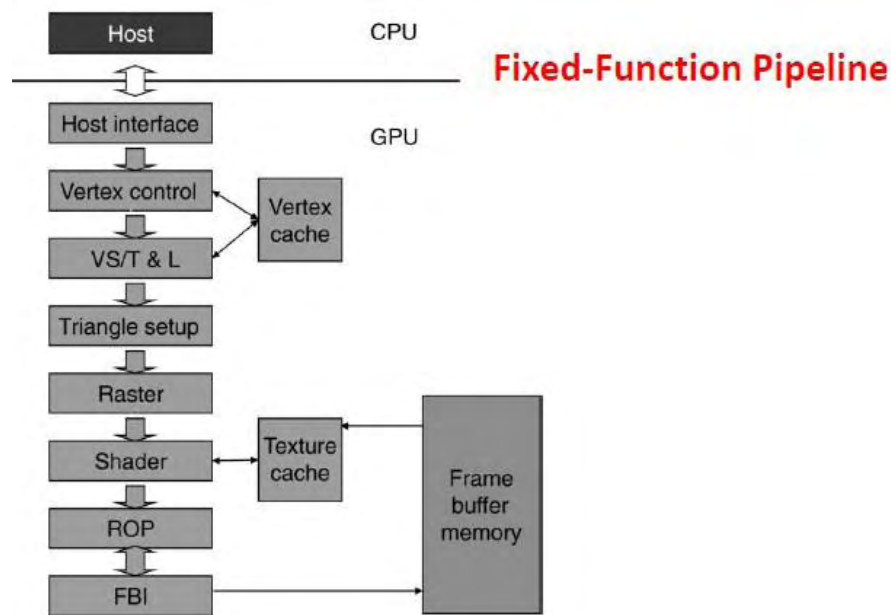 Host
CPU
Fixed-Function Pipeline
Host interface
GPU
Vertex control
Vertex
cache
VS/T & L
Triangle setup
Raster
Shader
Texture
cache
Frame
buffer
memory
ROP
FBI